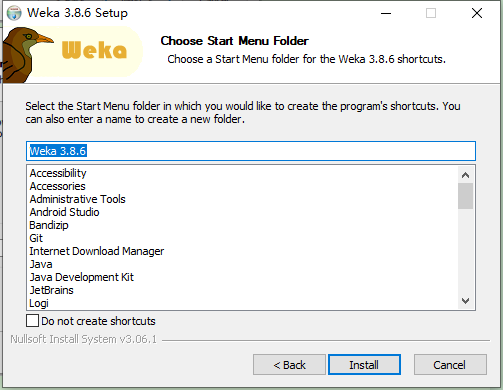 Weka 3.8.6 Setup
Weka
Choose Start Menu Folder
Choose a Start Menu folder for the Weka 3.8.6 shortcuts.
Select the Start Menu folder in which you would like to create the program's shortcuts. You
can also enter a name to create a new folder.
Weka 3.8.6
Accessibility
Accessories
Administrative Tools
Android Studio
Bandizip
Git
Internet Download Manager
Java
Java Development Kit
JetBrains
Logi
Do not create shortcuts
Nullsoft Install System v3.06.1
< Back
Install
Cancel